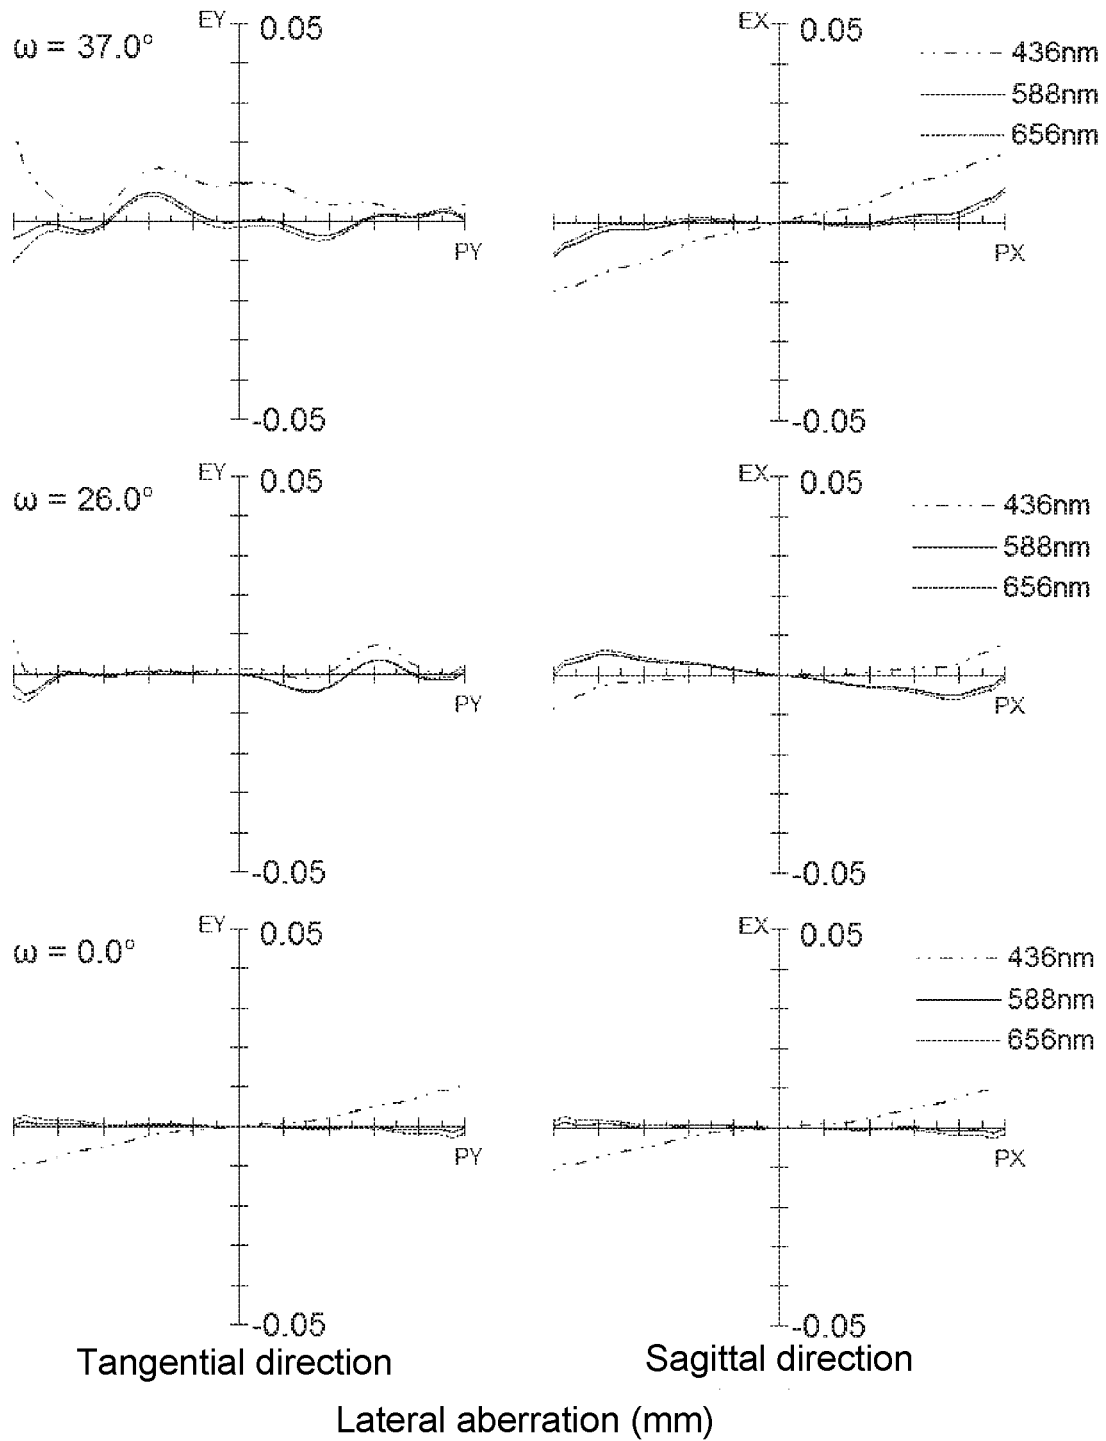 ω = 37.0°
EY 0.05
PY
-0.05
EX 0.05
436nm
588nm
656nm
PX
-0.05
ω = 26.0°
EY 0.05
PY
-0.05
EX 0.05
436nm
588nm
656nm
PX
-0.05
ω = 0.0°
EY 0.05
PY
-0.05
EX 0.05
436nm
588nm
656nm
PX
-0.05
Tangential direction
Sagittal direction
Lateral aberration (mm)